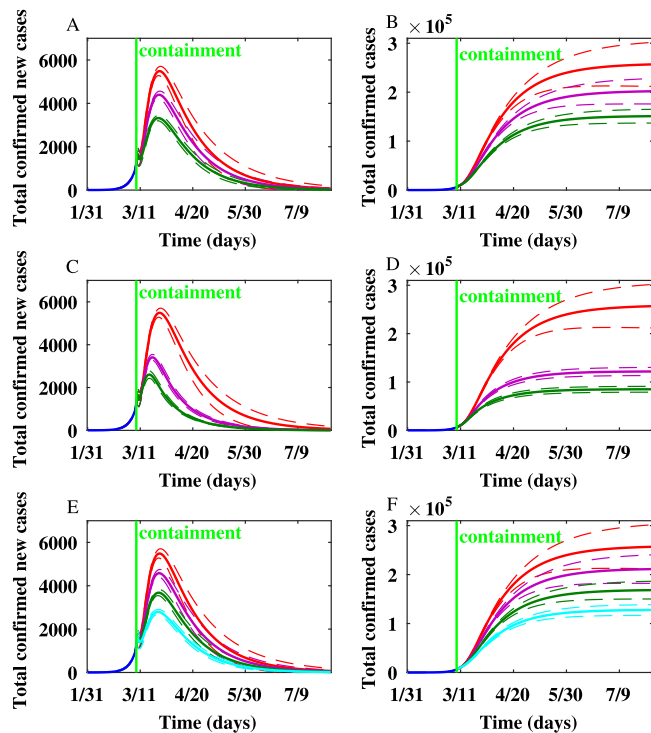 A
containment
6000
4000
2000
0
1/31 3/11 4/20 5/30 7/9
Time (days)
Total confirmed new cases
B
× 10^5
containment
3
2
1
0
1/31 3/11 4/20 5/30 7/9
Time (days)
Total confirmed cases
C
containment
6000
4000
2000
0
1/31 3/11 4/20 5/30 7/9
Time (days)
Total confirmed new cases
D
× 10^5
containment
3
2
1
0
1/31 3/11 4/20 5/30 7/9
Time (days)
Total confirmed cases
E
containment
6000
4000
2000
0
1/31 3/11 4/20 5/30 7/9
Time (days)
Total confirmed new cases
F
× 10^5
containment
3
2
1
0
1/31 3/11 4/20 5/30 7/9
Time (days)
Total confirmed cases